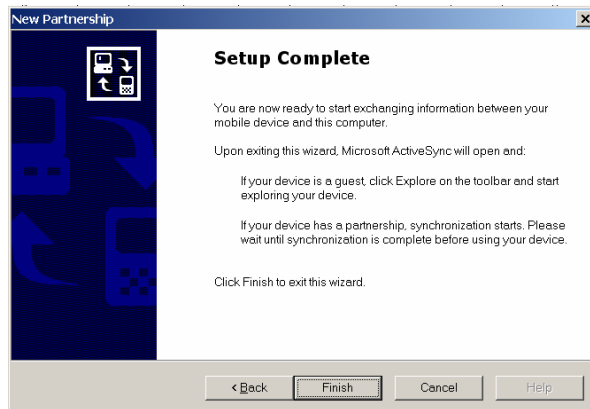 New Partnership
Setup Complete
You are now ready to start exchanging information between your
mobile device and this computer.
Upon exiting this wizard, Microsoft ActiveSync will open and:
If your device is a guest, click Explore on the toolbar and start
exploring your device.
If your device has a partnership, synchronization starts. Please
wait until synchronization is complete before using your device.
Click Finish to exit this wizard.
< Back
Finish
Cancel
Help